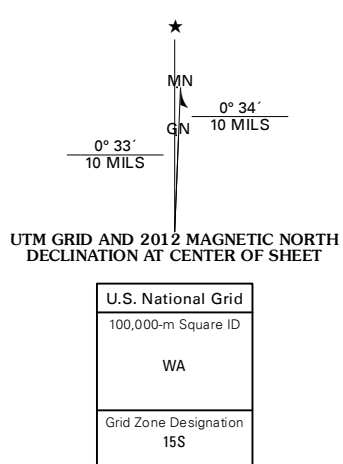 ★
MN
0° 34´
10 MILS
GN
0° 33´
10 MILS
UTM GRID AND 2012 MAGNETIC NORTH
DECLINATION AT CENTER OF SHEET
U.S. National Grid
100,000-m Square ID
WA
Grid Zone Designation
15S